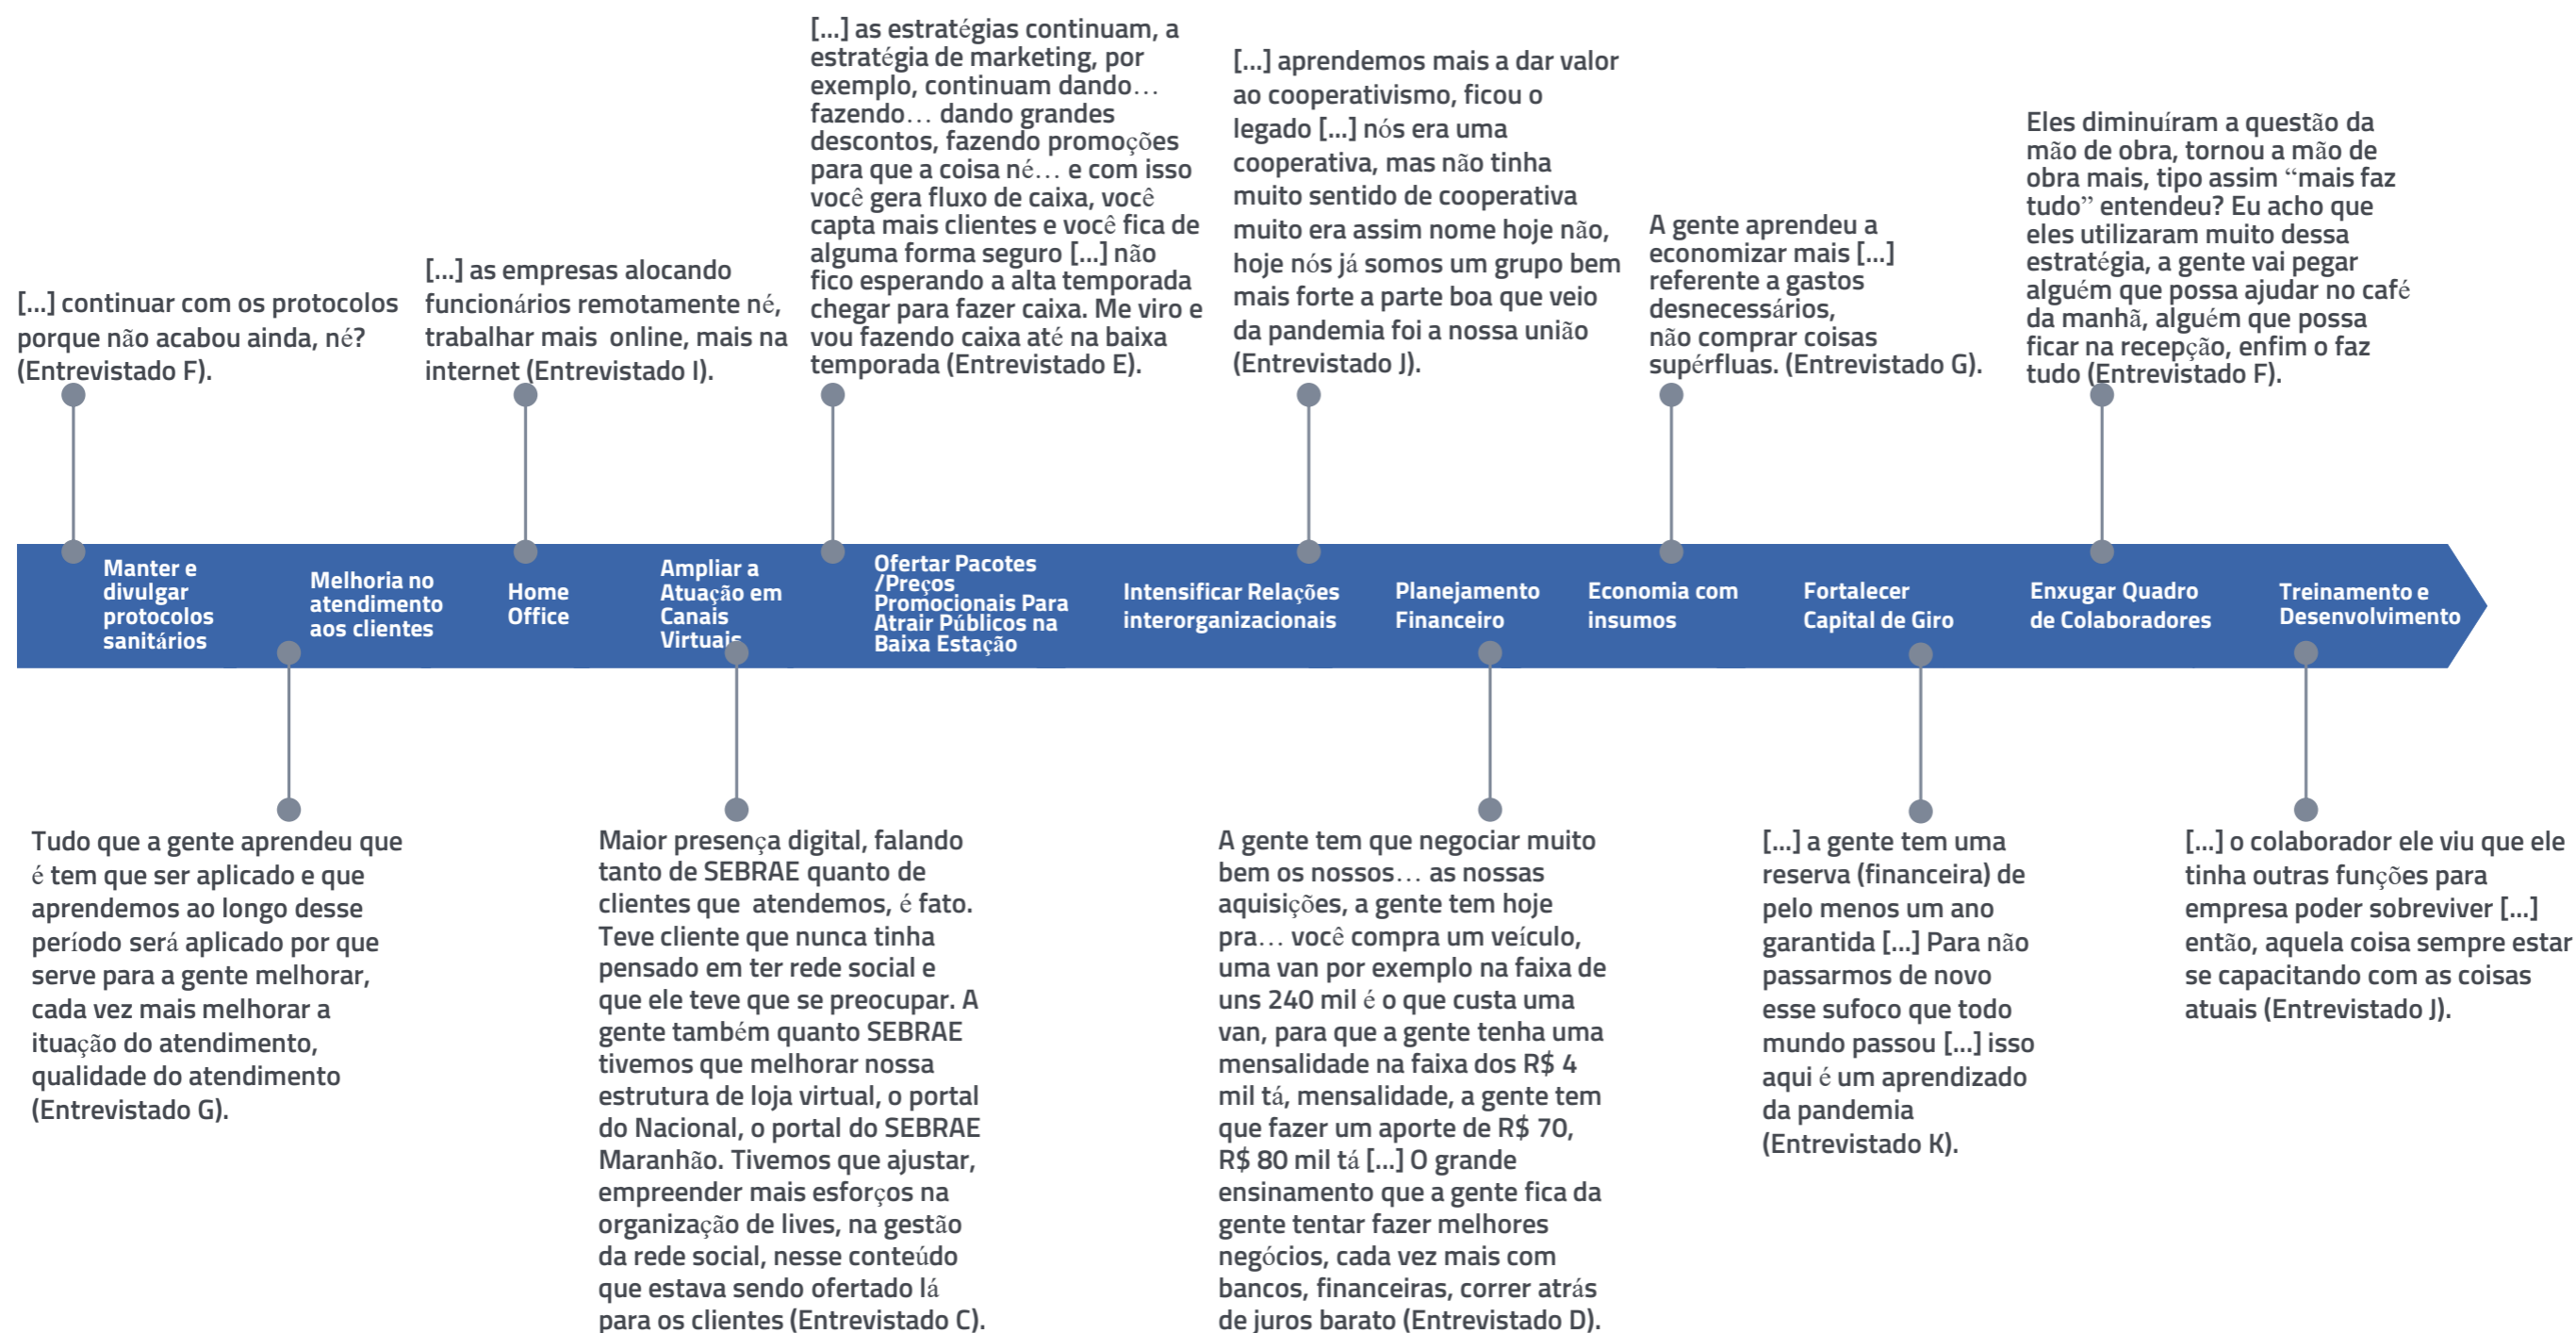 [...] continuar com os protocolos
porque não acabou ainda, né?
(Entrevistado F).
[...] as empresas alocando
funcionários remotamente né,
trabalhar mais  online, mais na
internet (Entrevistado I).
[...] as estratégias continuam, a
estratégia de marketing, por
exemplo, continuam dando…
fazendo… dando grandes
descontos, fazendo promoções
para que a coisa né… e com isso
você gera fluxo de caixa, você
capta mais clientes e você fica de
alguma forma seguro [...] não
fico esperando a alta temporada
chegar para fazer caixa. Me viro e
vou fazendo caixa até na baixa
temporada (Entrevistado E).
[...] aprendemos mais a dar valor
ao cooperativismo, ficou o
legado [...] nós era uma
cooperativa, mas não tinha
muito sentido de cooperativa
muito era assim nome hoje não,
hoje nós já somos um grupo bem
mais forte a parte boa que veio
da pandemia foi a nossa união
(Entrevistado J).
A gente aprendeu a
economizar mais [...]
referente a gastos
desnecessários,
não comprar coisas
supérfluas. (Entrevistado G).
Eles diminuíram a questão da
mão de obra, tornou a mão de
obra mais, tipo assim “mais faz
tudo” entendeu? Eu acho que
eles utilizaram muito dessa
estratégia, a gente vai pegar
alguém que possa ajudar no café
da manhã, alguém que possa
ficar na recepção, enfim o faz
tudo (Entrevistado F).
Manter e
divulgar
protocolos
sanitários
Melhoria no
atendimento
aos clientes
Home
Office
Ampliar a
Atuação em
Canais
Virtuais
Ofertar Pacotes
/Preços
Promocionais Para
Atrair Públicos na
Baixa Estação
Intensificar Relações
interorganizacionais
Planejamento
Financeiro
Economia com
insumos
Fortalecer
Capital de Giro
Enxugar Quadro
de Colaboradores
Treinamento e
Desenvolvimento
Tudo que a gente aprendeu que
é tem que ser aplicado e que
aprendemos ao longo desse
período será aplicado por que
serve para a gente melhorar,
cada vez mais melhorar a
ituação do atendimento,
qualidade do atendimento
(Entrevistado G).
Maior presença digital, falando
tanto de SEBRAE quanto de
clientes que  atendemos, é fato.
Teve cliente que nunca tinha
pensado em ter rede social e
que ele teve que se preocupar. A
gente também quanto SEBRAE
tivemos que melhorar nossa
estrutura de loja virtual, o portal
do Nacional, o portal do SEBRAE
Maranhão. Tivemos que ajustar,
empreender mais esforços na
organização de lives, na gestão
da rede social, nesse conteúdo
que estava sendo ofertado lá
para os clientes (Entrevistado C).
A gente tem que negociar muito
bem os nossos… as nossas
aquisições, a gente tem hoje
pra… você compra um veículo,
uma van por exemplo na faixa de
uns 240 mil é o que custa uma
van, para que a gente tenha uma
mensalidade na faixa dos R$ 4
mil tá, mensalidade, a gente tem
que fazer um aporte de R$ 70,
R$ 80 mil tá [...] O grande
ensinamento que a gente fica da
gente tentar fazer melhores
negócios, cada vez mais com
bancos, financeiras, correr atrás
de juros barato (Entrevistado D).
[...] a gente tem uma
reserva (financeira) de
pelo menos um ano
garantida [...] Para não
passarmos de novo
esse sufoco que todo
mundo passou [...] isso
aqui é um aprendizado
da pandemia
(Entrevistado K).
[...] o colaborador ele viu que ele
tinha outras funções para
empresa poder sobreviver [...]
então, aquela coisa sempre estar
se capacitando com as coisas
atuais (Entrevistado J).